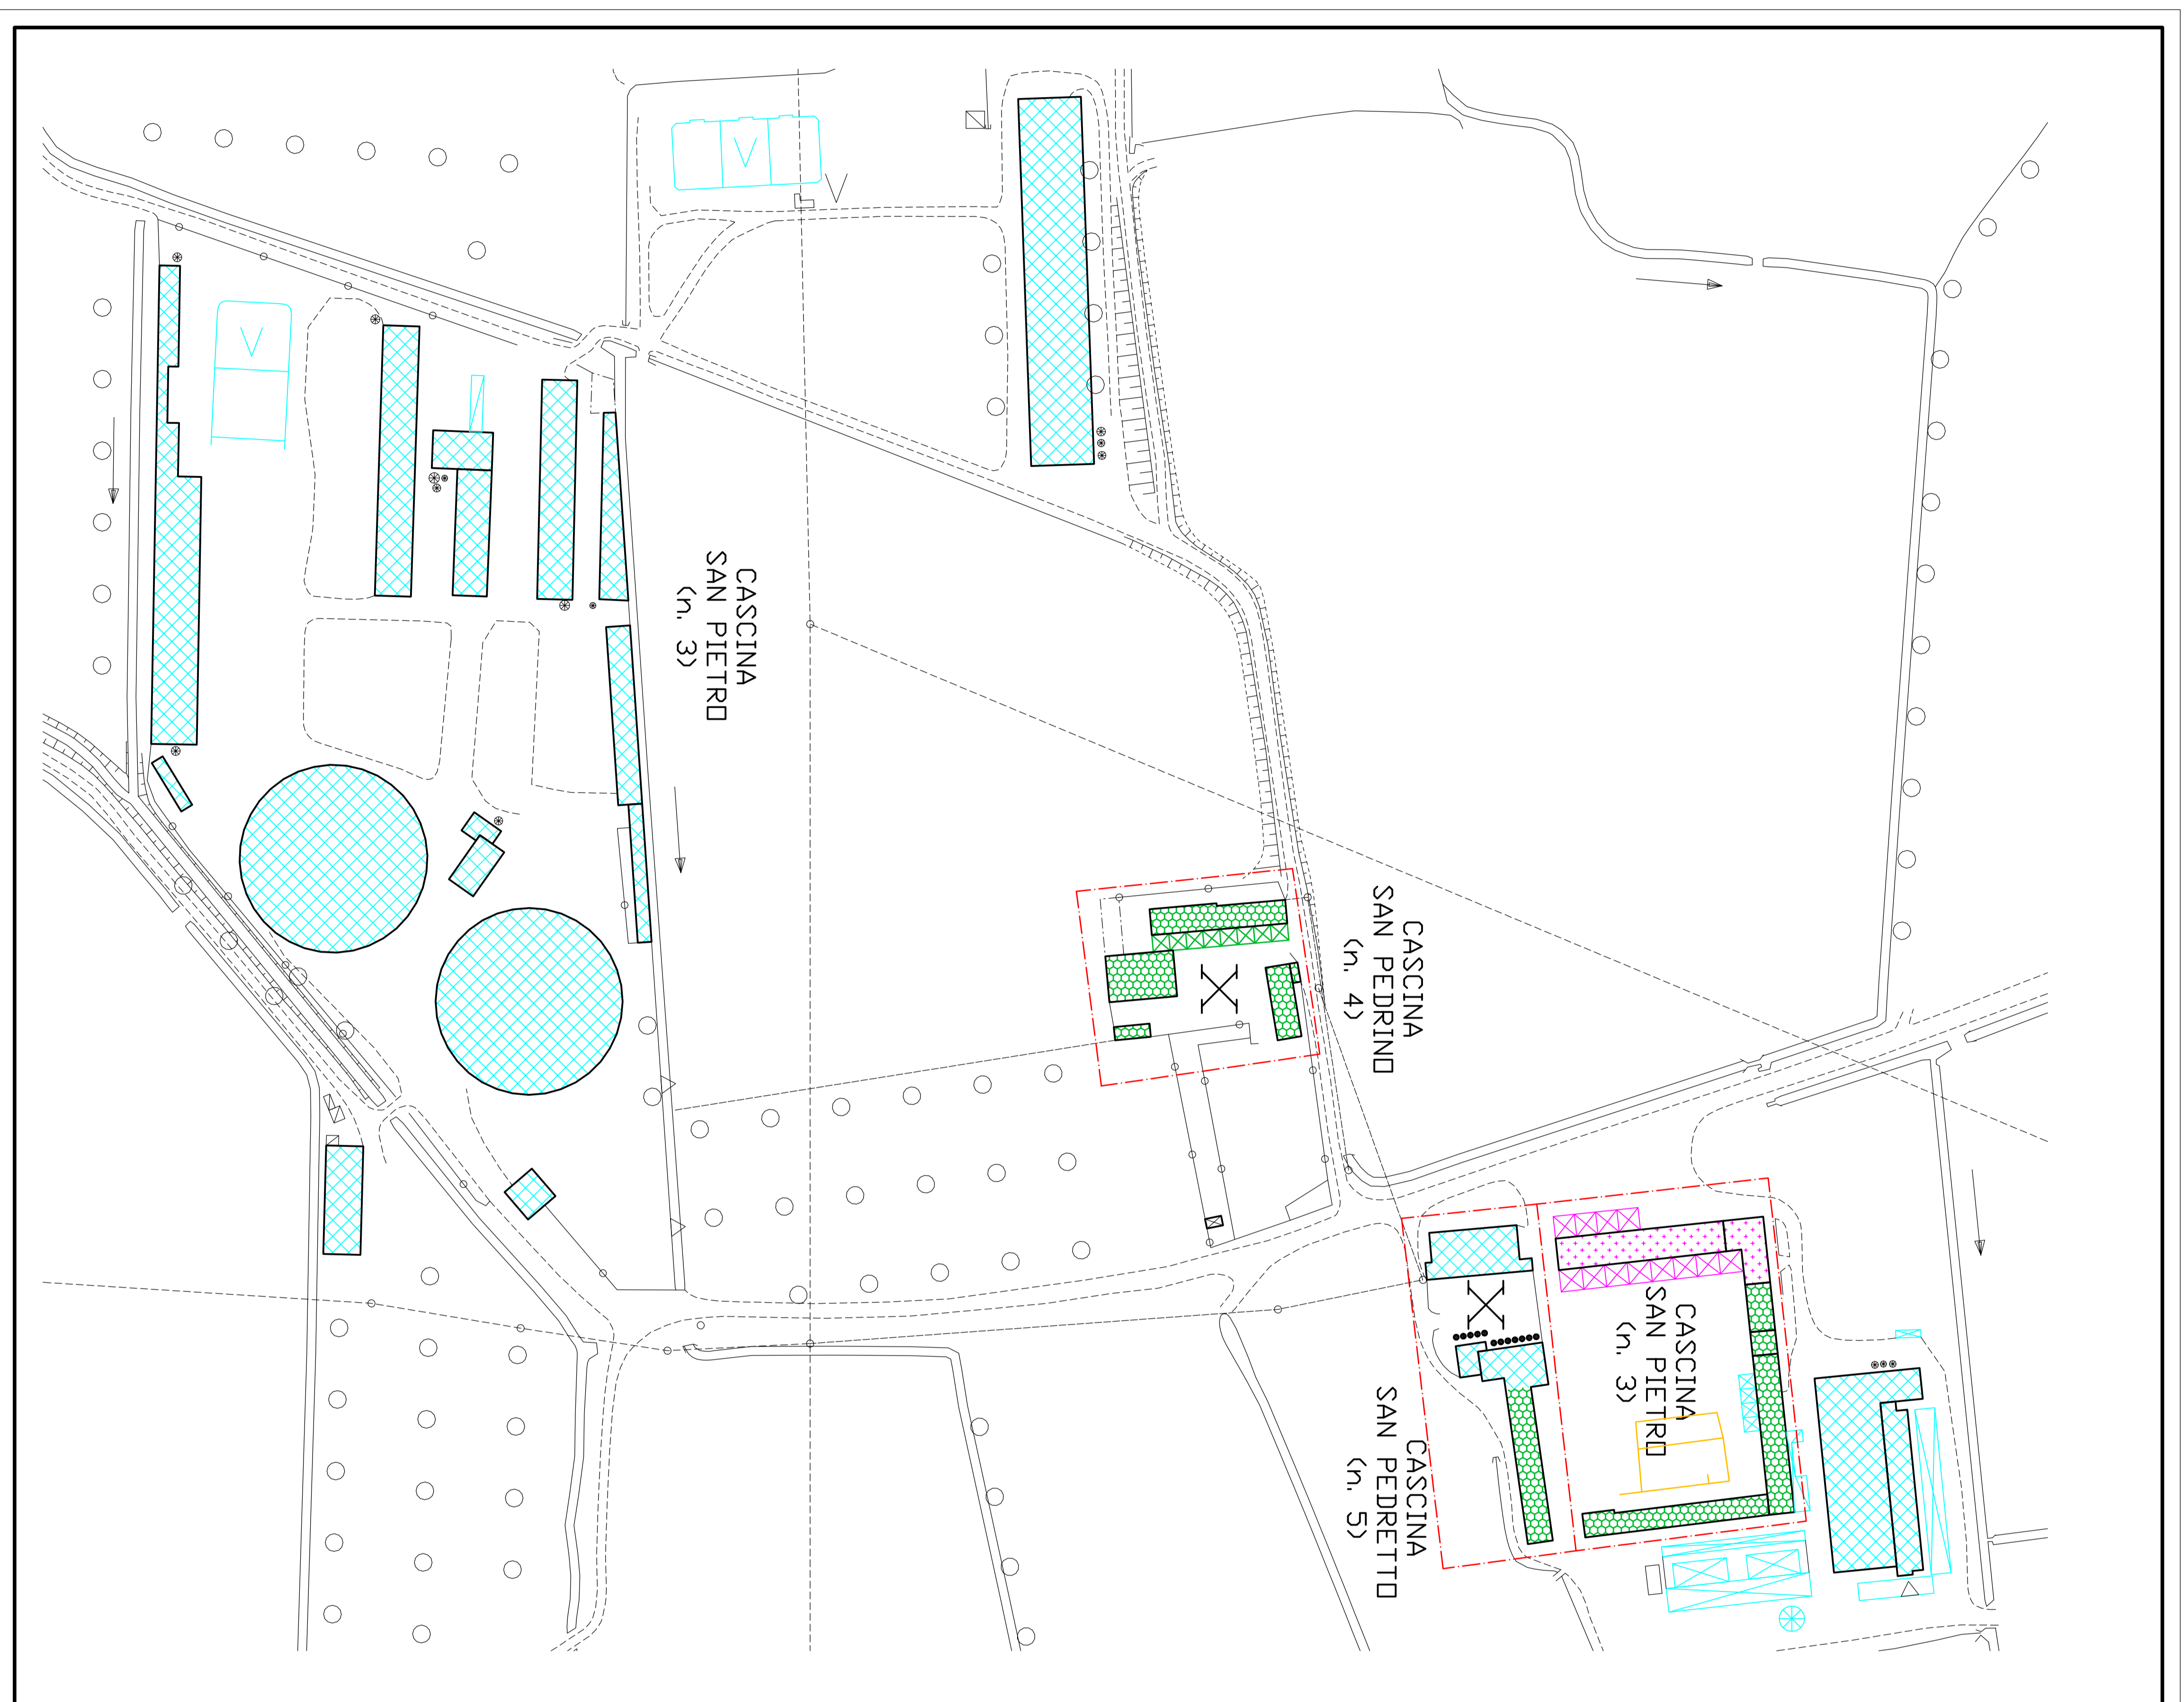 CASCINA
SAN PIETRO
(n. 3)
CASCINA
SAN PEDRINO
(n. 4)
CASCINA
SAN PIETRO
(n. 3)
CASCINA
SAN PEDRETTO
(n. 5)